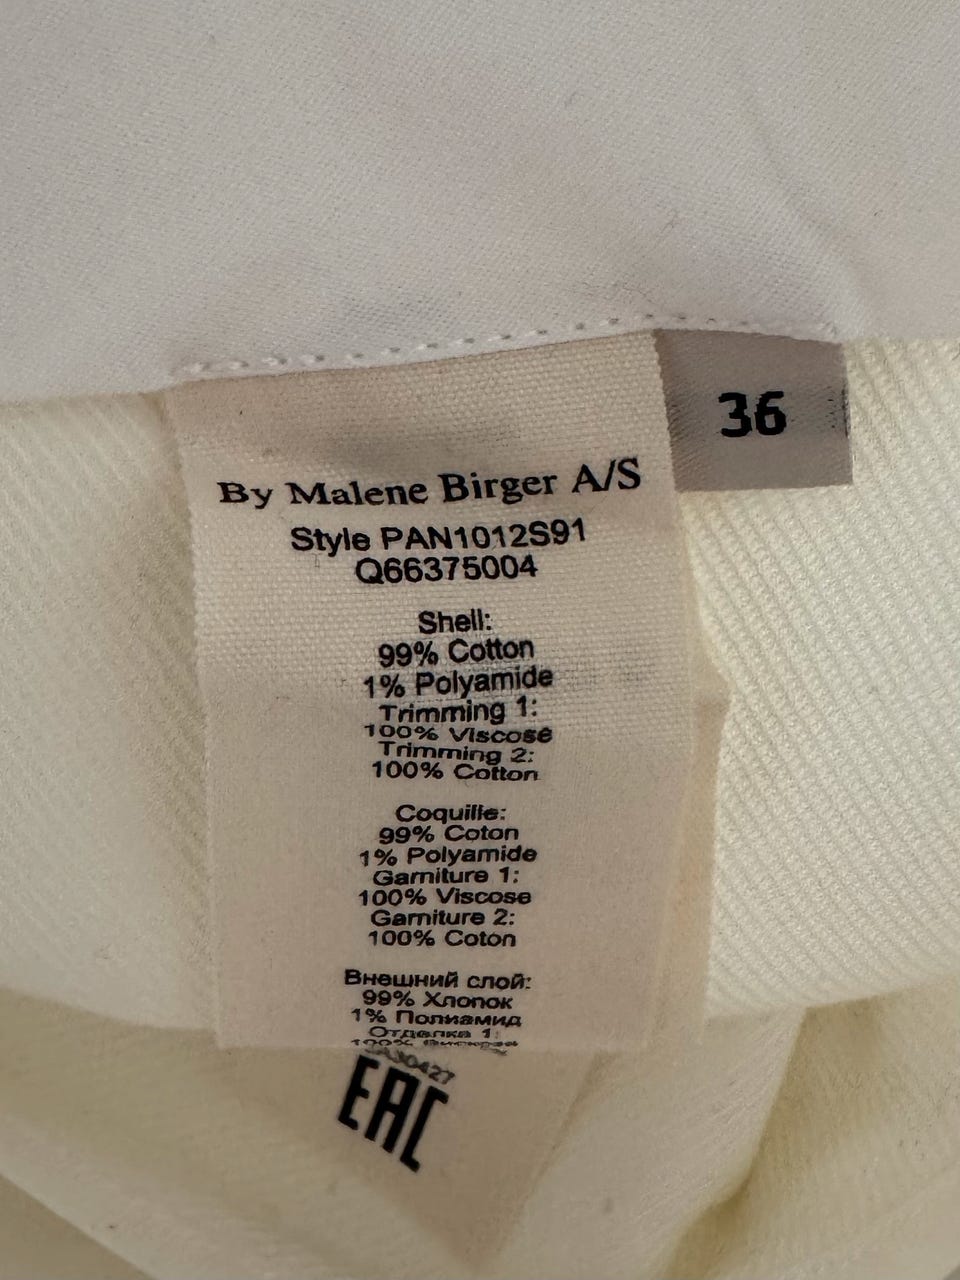 36
By Malene Birger A/S
Style PAN1012S91
Q66375004
Shell:
99% Cotton
1% Polyamide
Trimming 1:
100% Viscose
Trimming 2:
100% Cotton
Coquille:
99% Coton
1% Polyamide
Garniture 1:
100% Viscose
Garniture 2:
100% Coton
Внешний слой:
99% Хлопок
1% Полиамид
Отделка 1:
100%
EAC